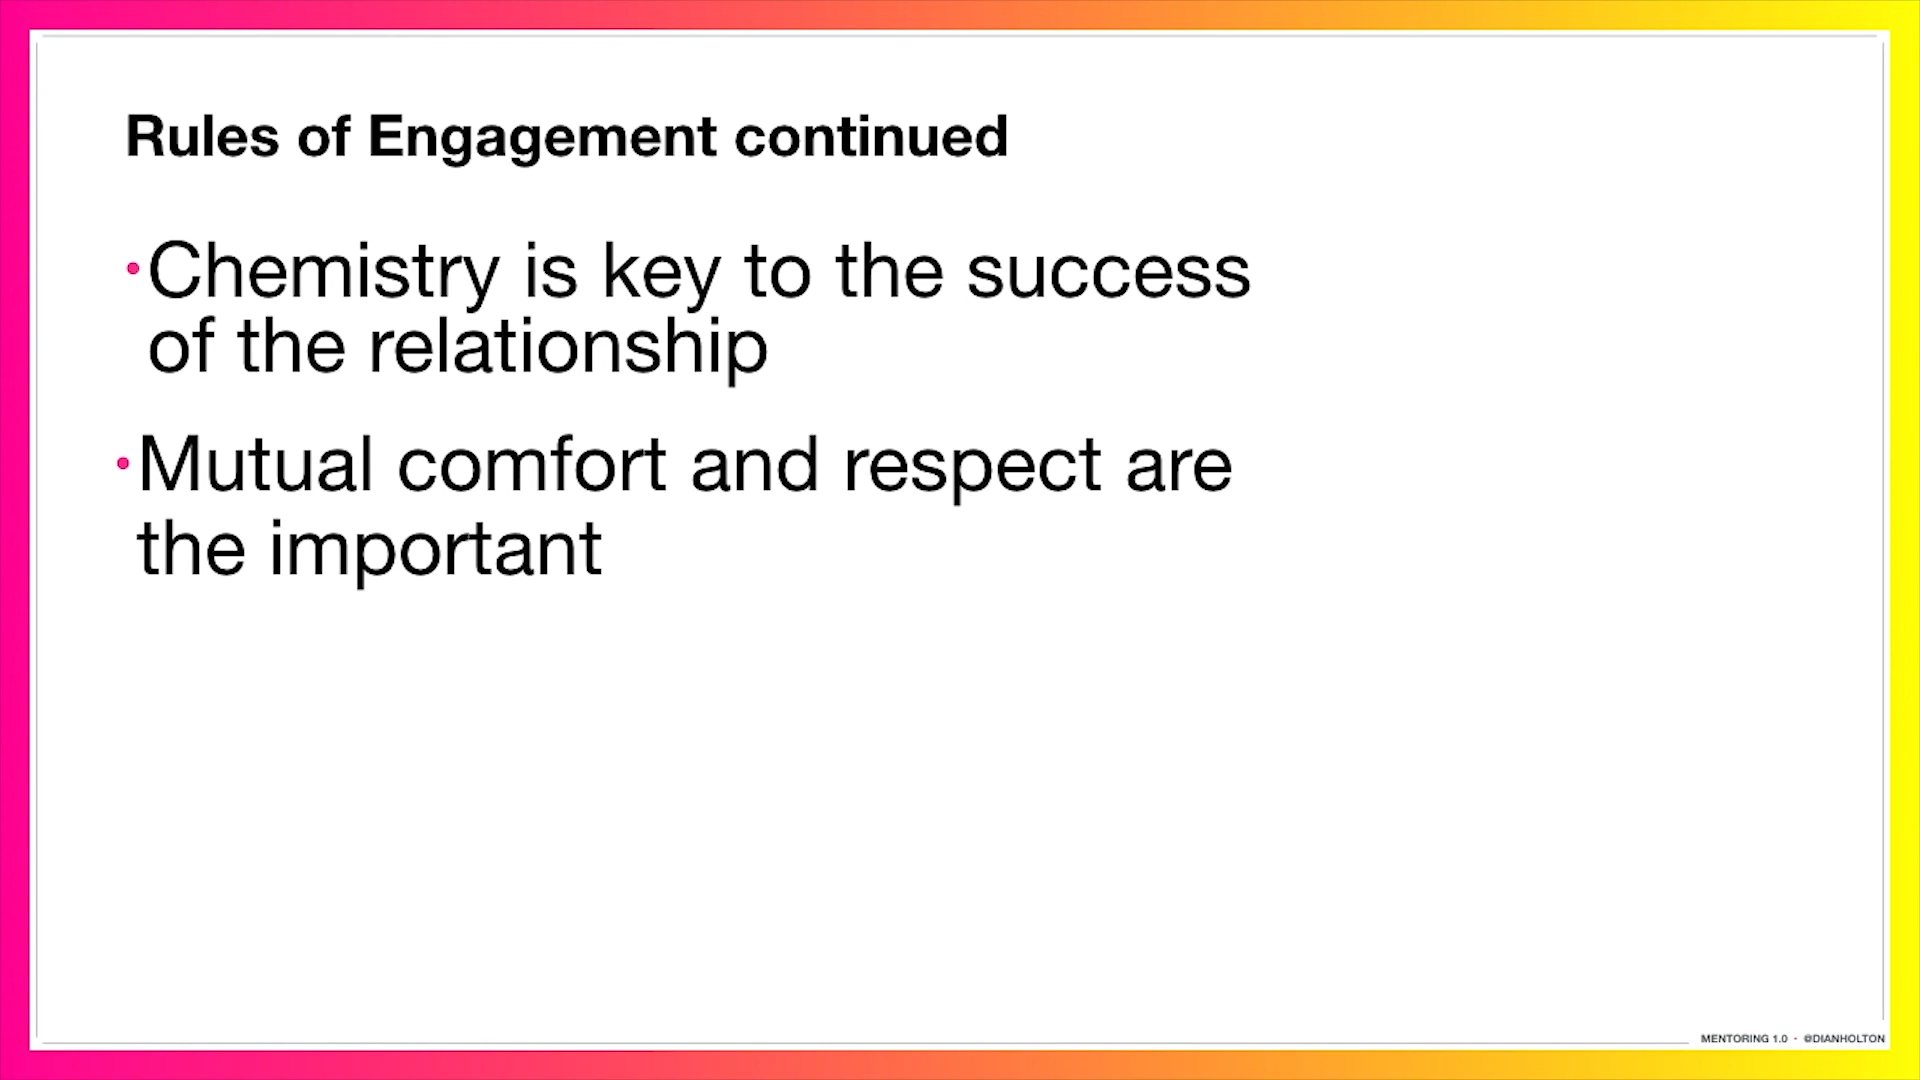 Rules of Engagement continued
•Chemistry is key to the success
of the relationship
•Mutual comfort and respect are
the important
MENTORING 1.0 • @DIANHOLTON